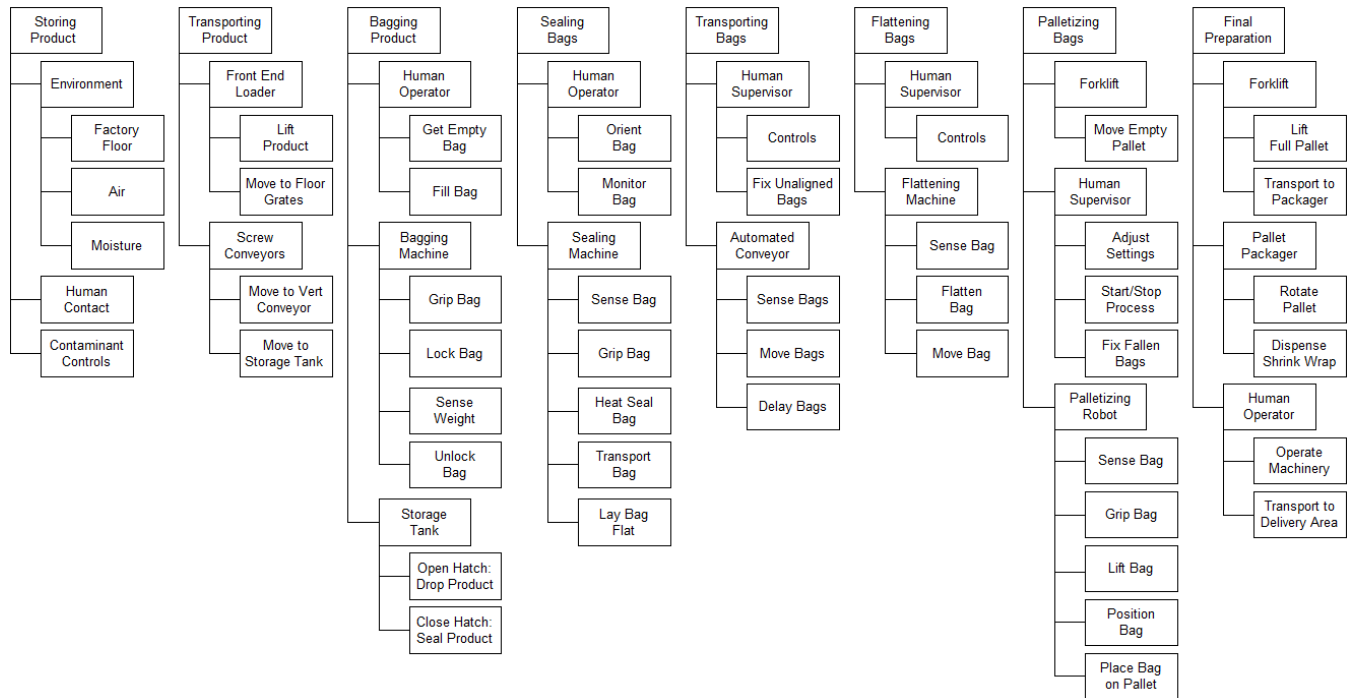 Storing
Product
Environment
Factory
Floor
Air
Moisture
Human
Contact
Contaminant
Controls
Transporting
Product
Front End
Loader
Lift
Product
Move to Floor
Grates
Screw
Conveyors
Move to Vert
Conveyor
Move to
Storage Tank
Bagging
Product
Human
Operator
Get Empty
Bag
Fill Bag
Bagging
Machine
Grip Bag
Lock Bag
Sense
Weight
Unlock
Bag
Storage
Tank
Open Hatch:
Drop Product
Close Hatch:
Seal Product
Sealing
Bags
Human
Operator
Orient
Bag
Monitor
Bag
Sealing
Machine
Sense Bag
Grip Bag
Heat Seal
Bag
Transport
Bag
Lay Bag
Flat
Transporting
Bags
Human
Supervisor
Controls
Fix Unaligned
Bags
Automated
Conveyor
Sense Bags
Move Bags
Delay Bags
Flattening
Bags
Human
Supervisor
Controls
Flattening
Machine
Sense Bag
Flatten
Bag
Move Bag
Palletizing
Bags
Forklift
Move Empty
Pallet
Human
Supervisor
Adjust
Settings
Start/Stop
Process
Fix Fallen
Bags
Palletizing
Robot
Sense Bag
Grip Bag
Lift Bag
Position
Bag
Place Bag
on Pallet
Final
Preparation
Forklift
Lift
Full Pallet
Transport to
Packager
Pallet
Packager
Rotate
Pallet
Dispense
Shrink Wrap
Human
Operator
Operate
Machinery
Transport to
Delivery Area